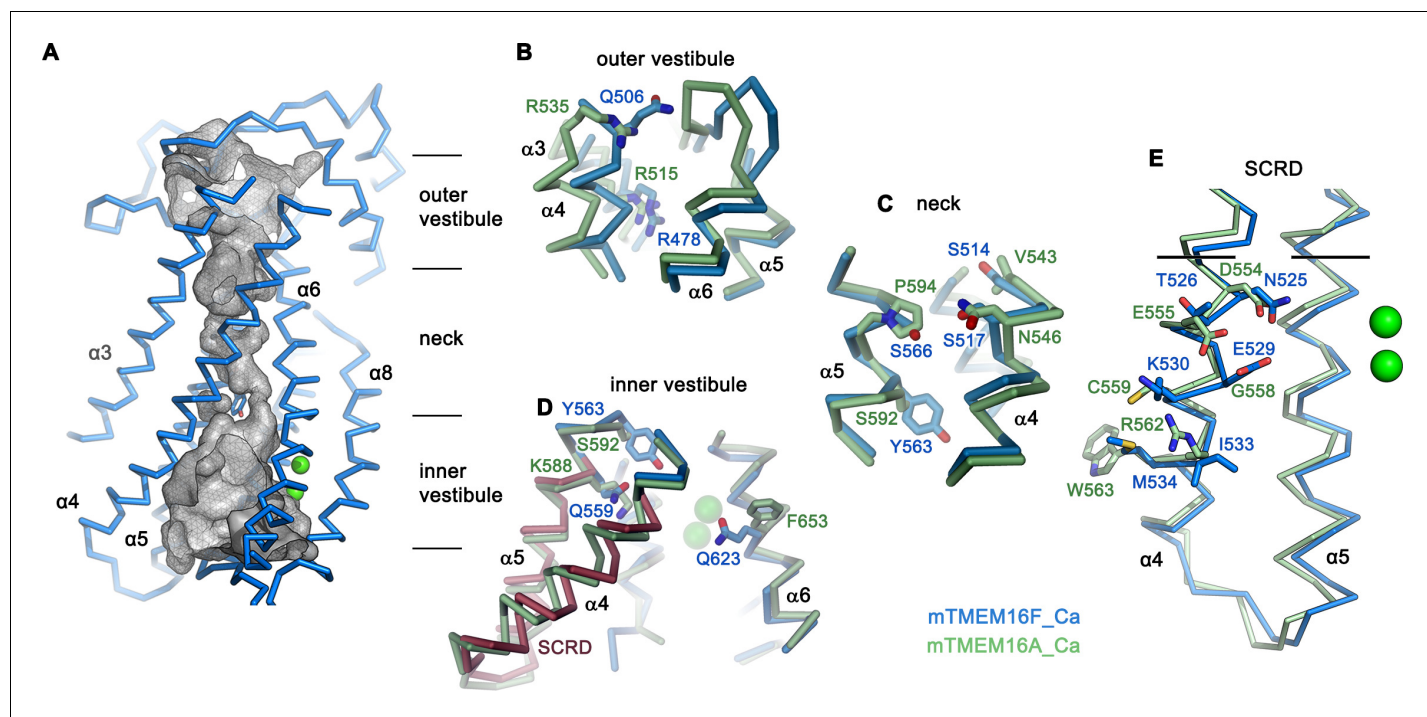 A
outer
vestibule
neck
inner
vestibule
α3
α6
α8
α4
α5
B
outer vestibule
Q506
R535
α3
R515
α4
R478
α5
α6
C
neck
S514
V543
P594
N546
S517
S566
α5
S592
α4
Y563
inner vestibule
D
Y563
S592
K588
Q559
F653
Q623
α5
α4
α6
SCRD
E
SCRD
D554
T526
N525
E555
E529
K530
C559
G558
R562
I533
W563
M534
α4
α5
mTMEM16F_Ca
mTMEM16A_Ca